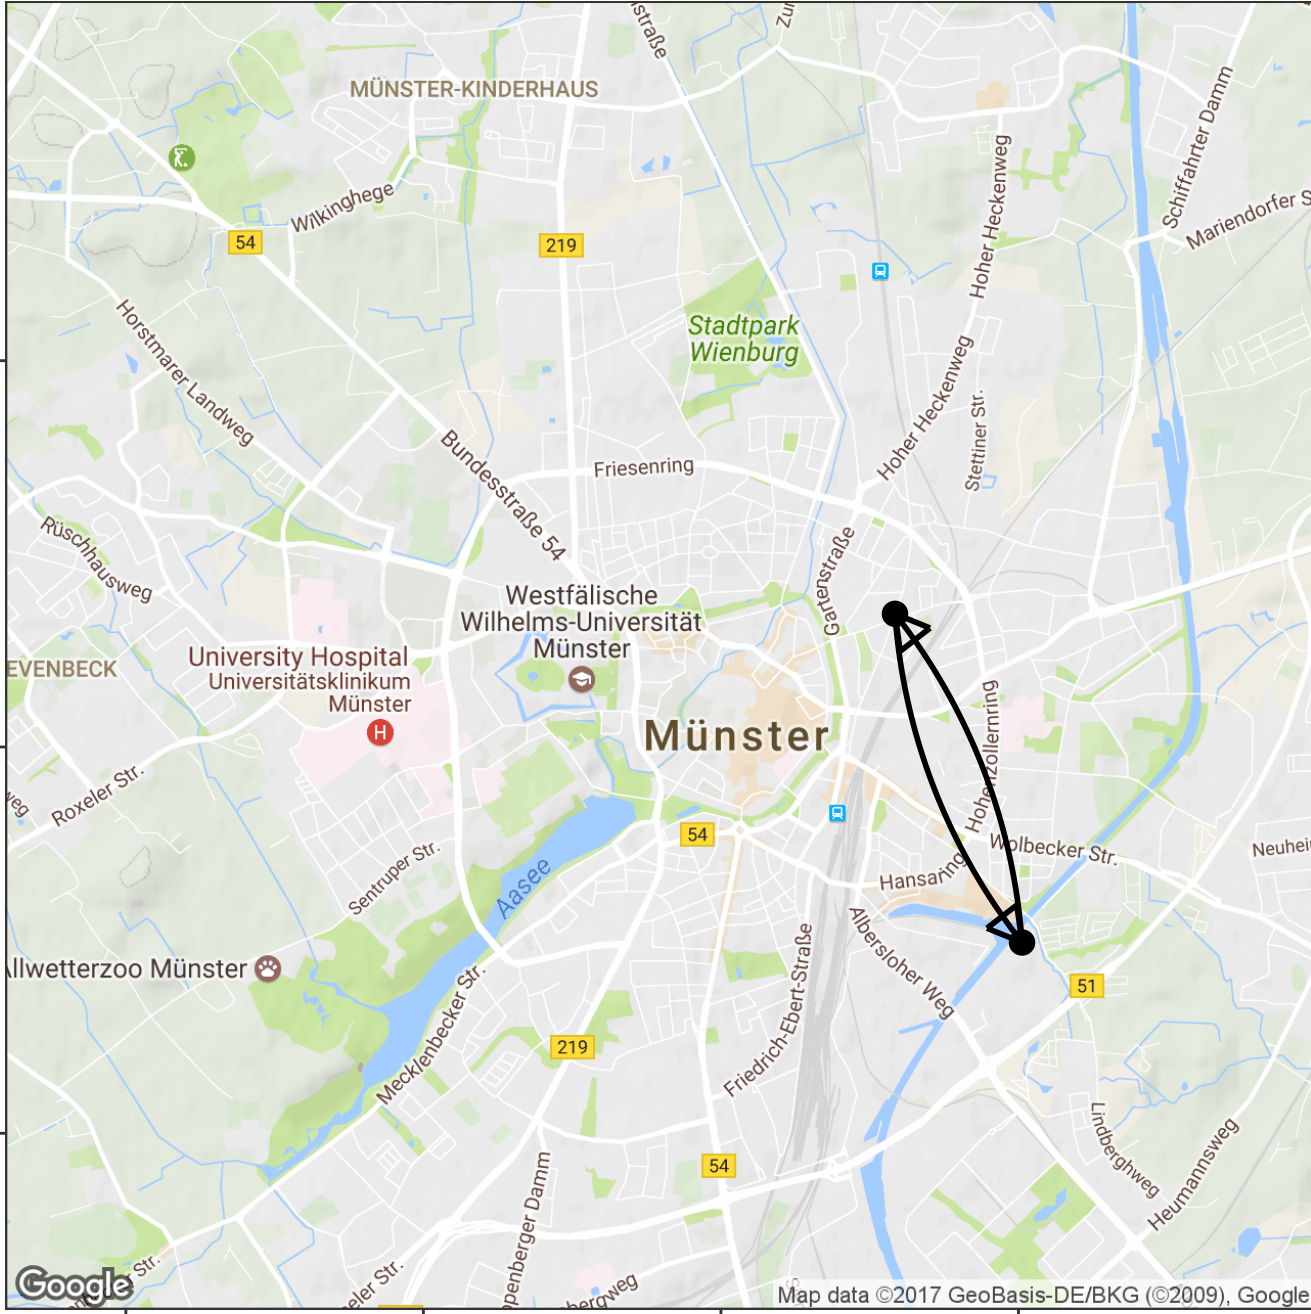 Zur
MÜNSTER-KINDERHAUS
Schiffahrter Damm
Wilkinghege
Hoher Heckenweg
Mariendorfer S
54
219
Horstmarer Landweg
Stadtpark
Wienburg
Hoher Heckenweg
Stettiner Str.
Bundesstraße 54
Friesenring
Rüschhausweg
Gartenstraße
Westfälische
Wilhelms-Universität
Münster
EVENBECK
University Hospital
Universitätsklinikum
Münster
H
Münster
Hohenzollernring
Roxeler Str.
weg
54
Wolbecker Str.
Neuhei
Sentruper Str.
Aasee
Hansaring
Albersloher Weg
Allwetterzoo Münster
51
Mecklenbecker Str.
Friedrich-Ebert-Straße
219
Lindberghweg
Heumannsweg
54
Google
Map data ©2017 GeoBasis-DE/BKG (©2009), Google